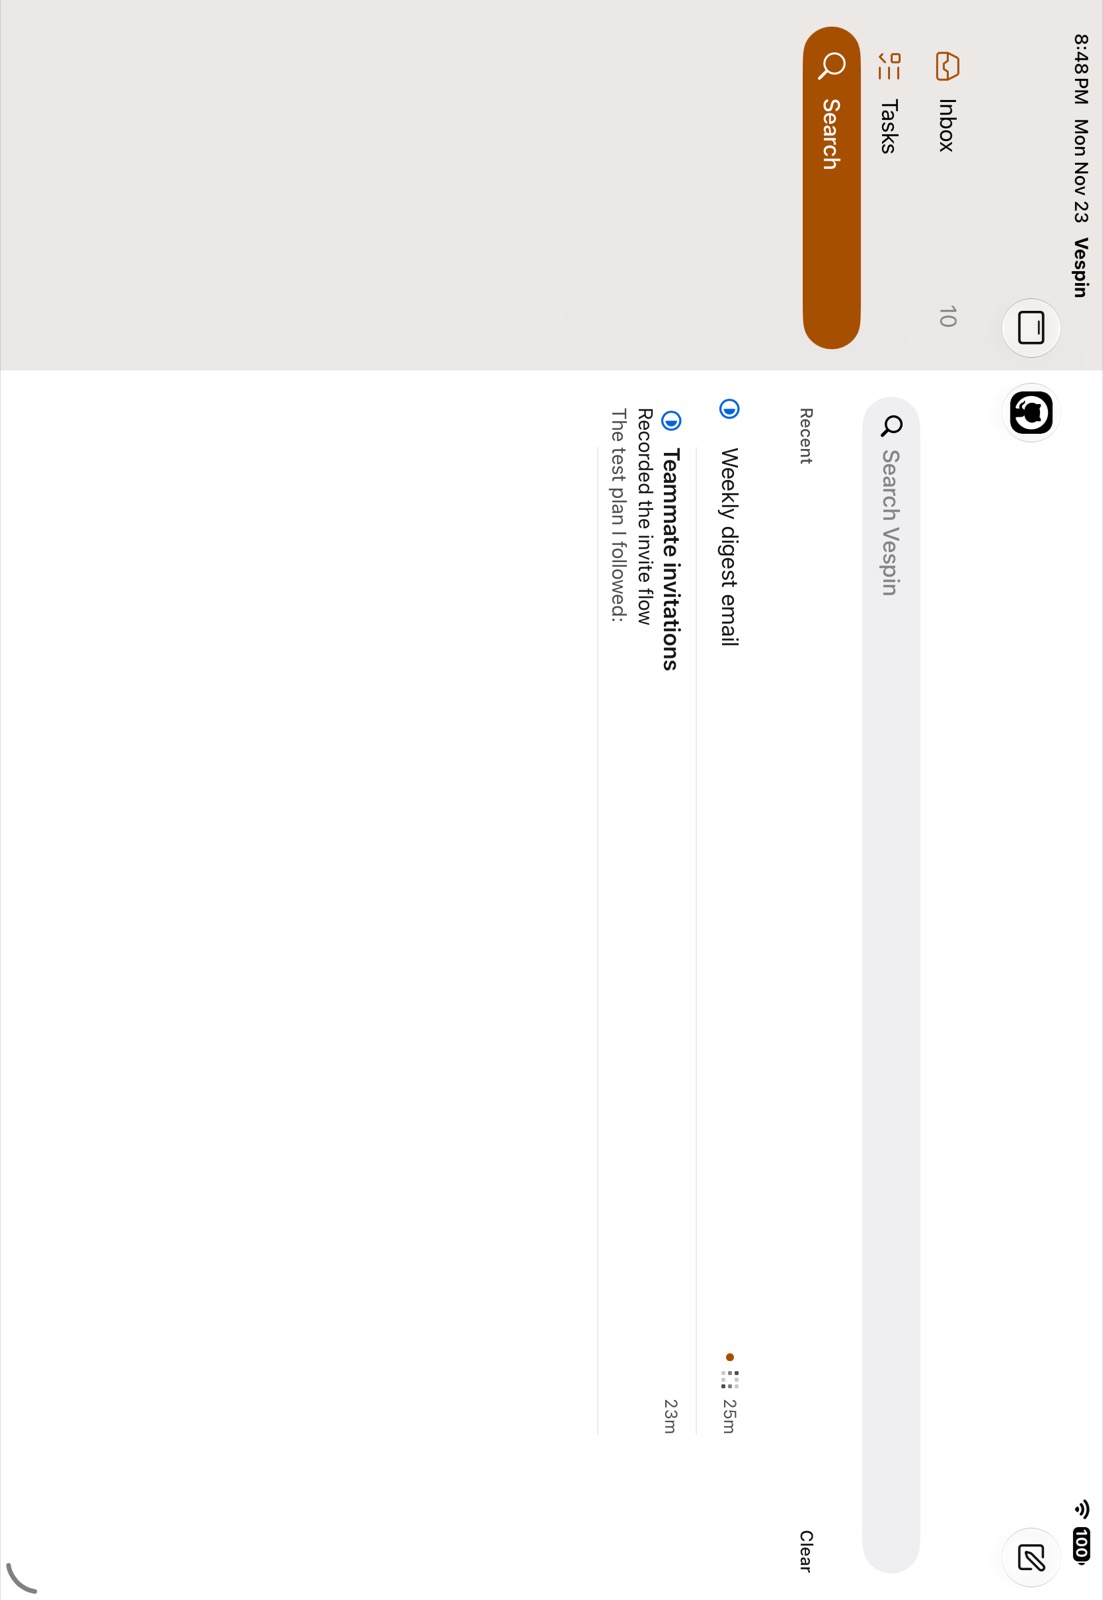 8:48 PM Mon Nov 23 Vespin
100
Inbox 10
Tasks
Search
Search Vespin
Recent Clear
Weekly digest email 25m
Teammate invitations 23m
Recorded the invite flow
The test plan I followed: